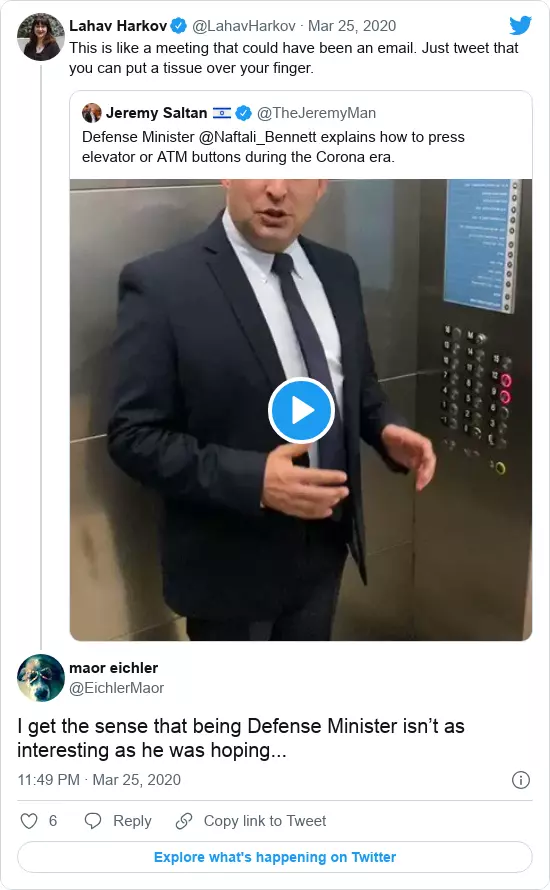 Lahav Harkov @LahavHarkov · Mar 25, 2020
This is like a meeting that could have been an email. Just tweet that
you can put a tissue over your finger.
Jeremy Saltan 🇮🇱 @TheJeremyMan
Defense Minister @Naftali_Bennett explains how to press
elevator or ATM buttons during the Corona era.
maor eichler
@EichlerMaor
I get the sense that being Defense Minister isn’t as
interesting as he was hoping...
11:49 PM · Mar 25, 2020
6 Reply Copy link to Tweet
Explore what's happening on Twitter